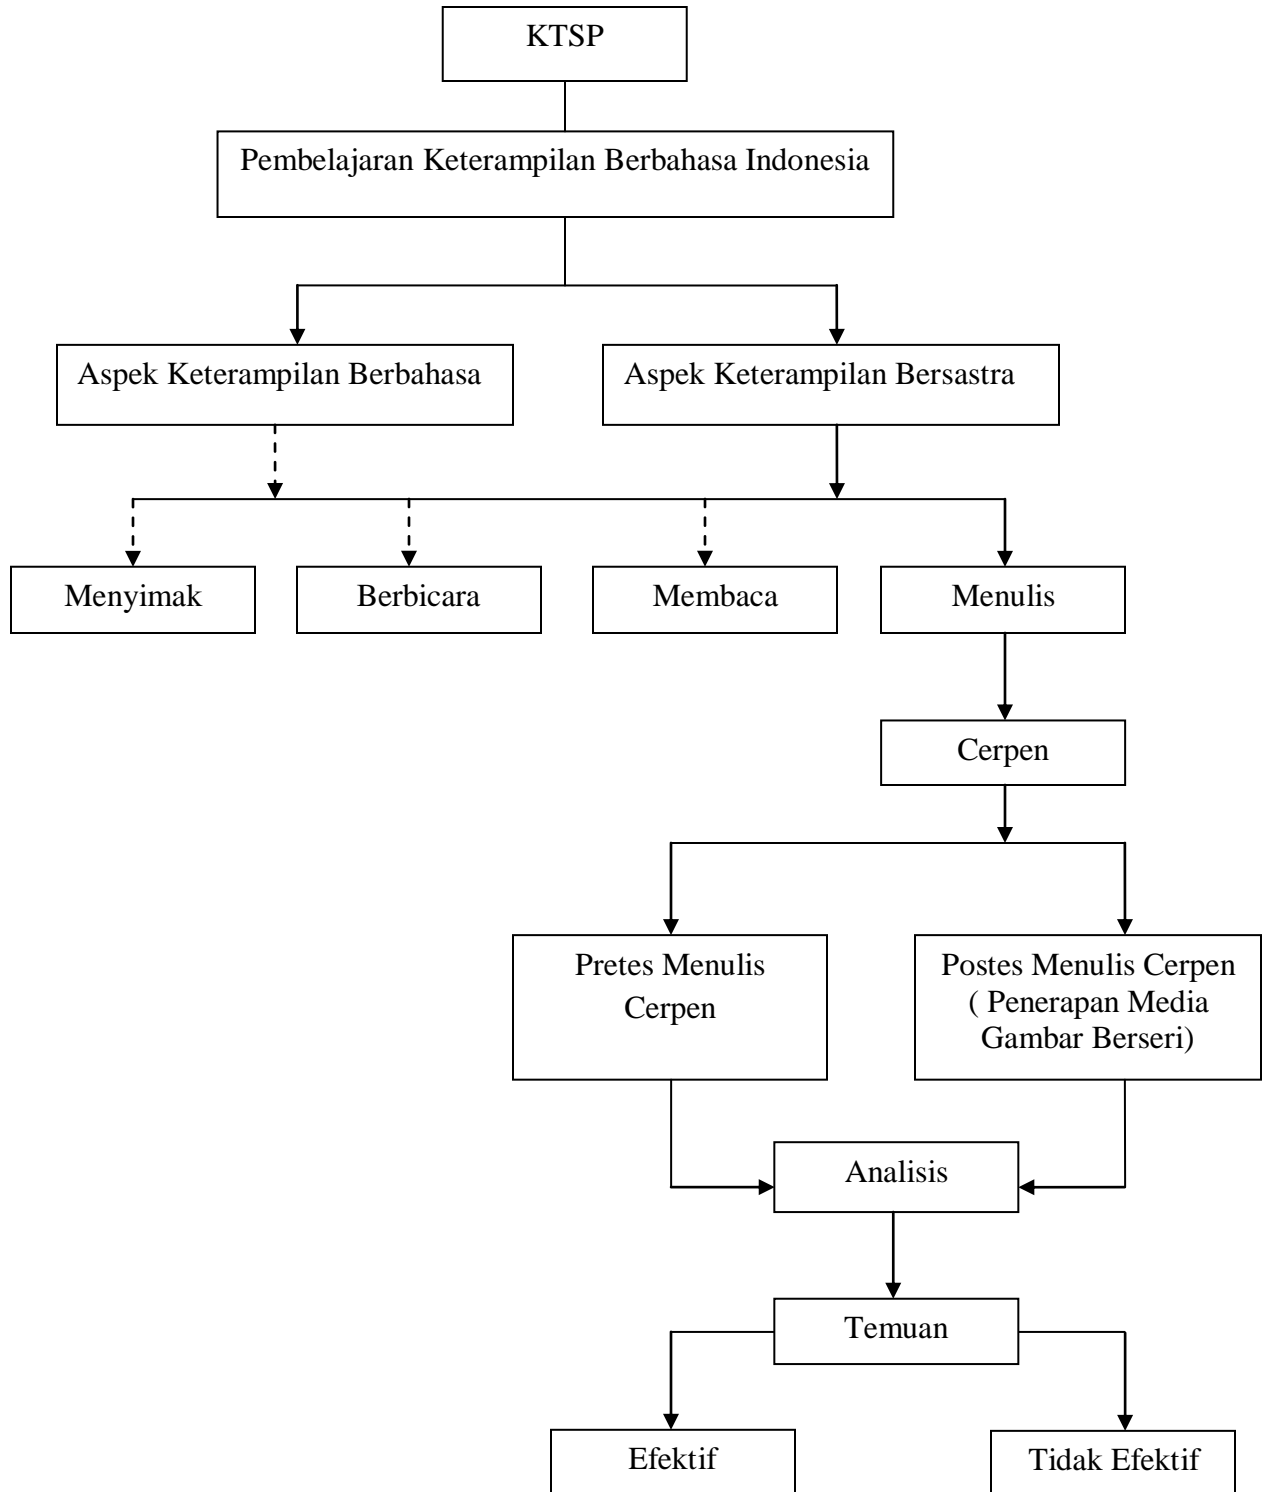 KTSP
Pembelajaran Keterampilan Berbahasa Indonesia
Aspek Keterampilan Berbahasa
Aspek Keterampilan Bersastra
Menyimak
Berbicara
Membaca
Menulis
Cerpen
Pretes Menulis
Cerpen
Postes Menulis Cerpen
( Penerapan Media
Gambar Berseri)
Analisis
Temuan
Efektif
Tidak Efektif